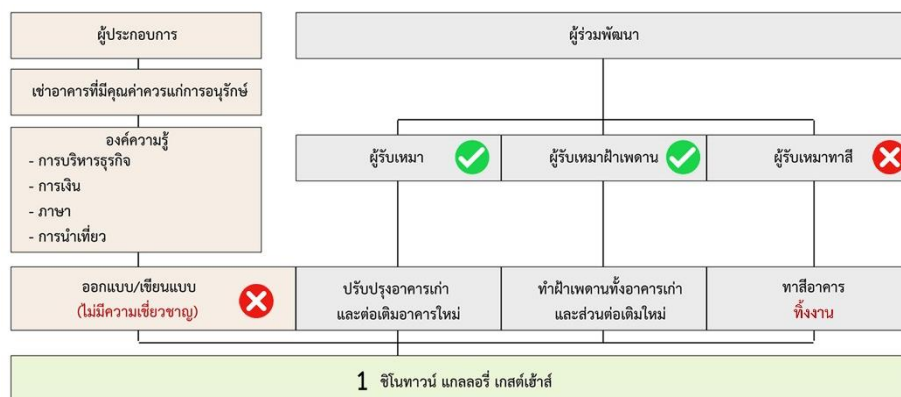 ผู้ประกอบการ
ผู้ร่วมพัฒนา
เช่าอาคารที่มีคุณค่าควรแก่การอนุรักษ์
องค์ความรู้
- การบริหารธุรกิจ
- การเงิน
- ภาษา
- การนำเที่ยว
ผู้รับเหมา
ผู้รับเหมาฝ้าเพดาน
ผู้รับเหมาทาสี
ออกแบบ/เขียนแบบ
(ไม่มีความเชี่ยวชาญ)
ปรับปรุงอาคารเก่า
และต่อเติมอาคารใหม่
ทำฝ้าเพดานทั้งอาคารเก่า
และส่วนต่อเติมใหม่
ทาสีอาคาร
ทิ้งงาน
1 ชิโนทาวน์ แกลลอรี่ เกสต์เฮ้าส์